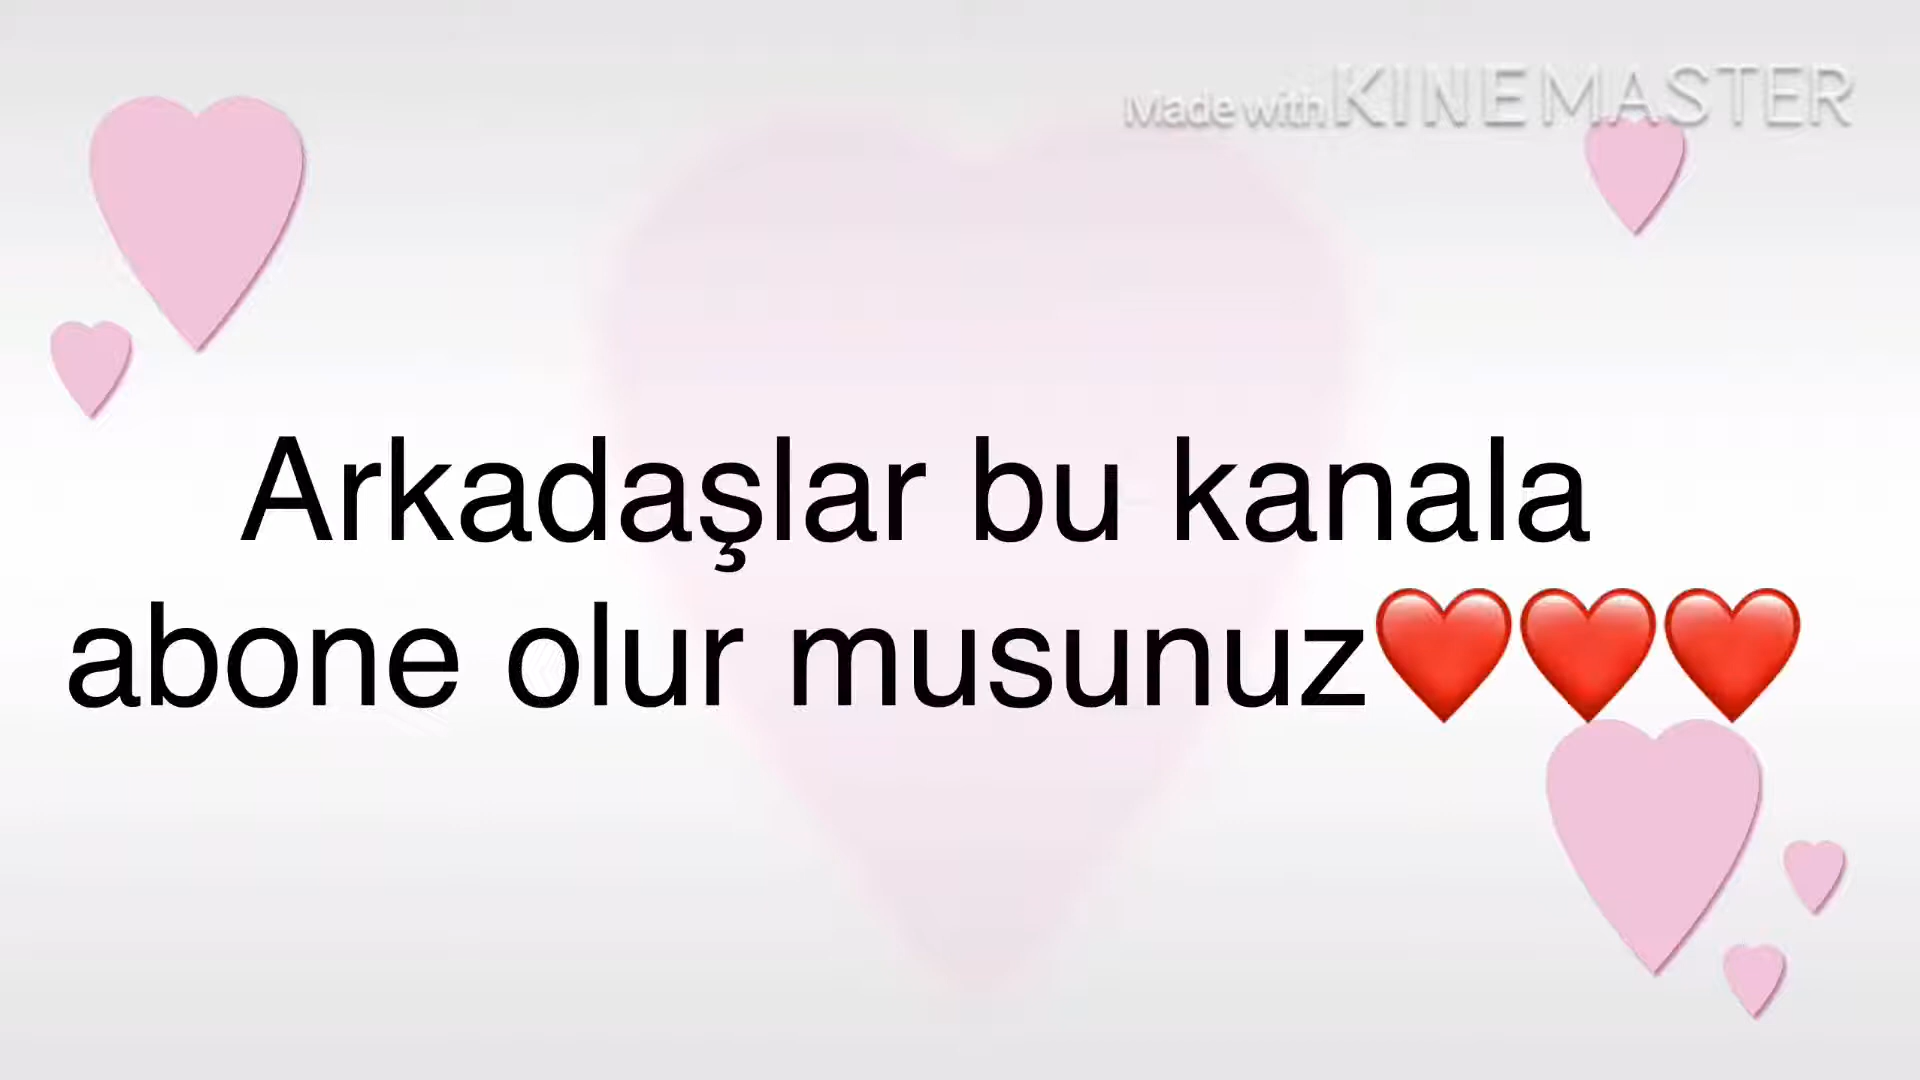 Made with KINEMASTER
Arkadaşlar bu kanala
abone olur musunuz❤️❤️❤️